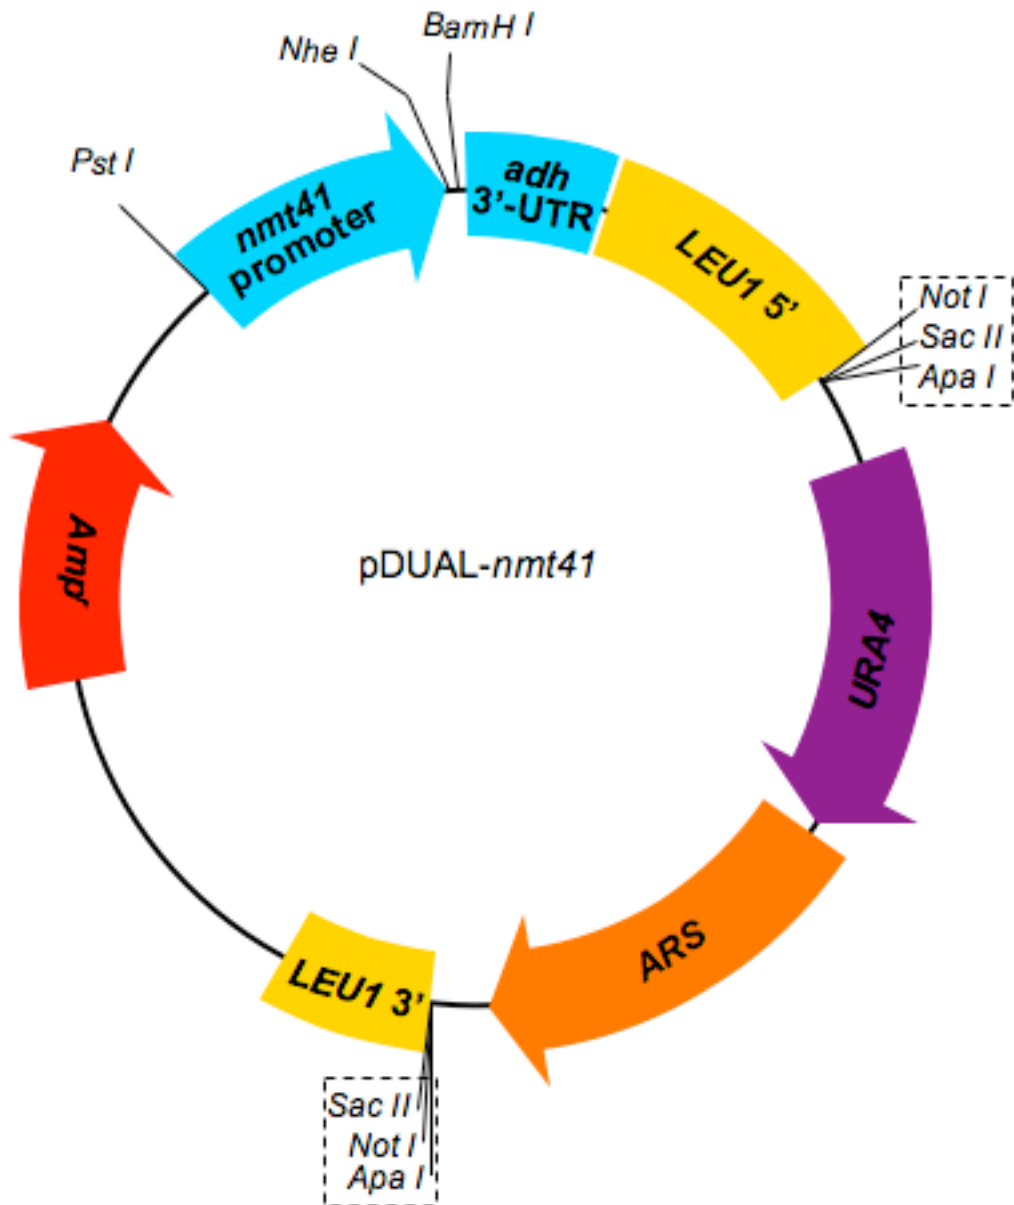 Nhe I
BamH I
Pst I
nmt41
promoter
adh
3'-UTR
LEU1 5'
Not I
Sac II
Apa I
Amp^r
pDUAL-nmt41
URA4
ARS
LEU1 3'
Sac II
Not I
Apa I